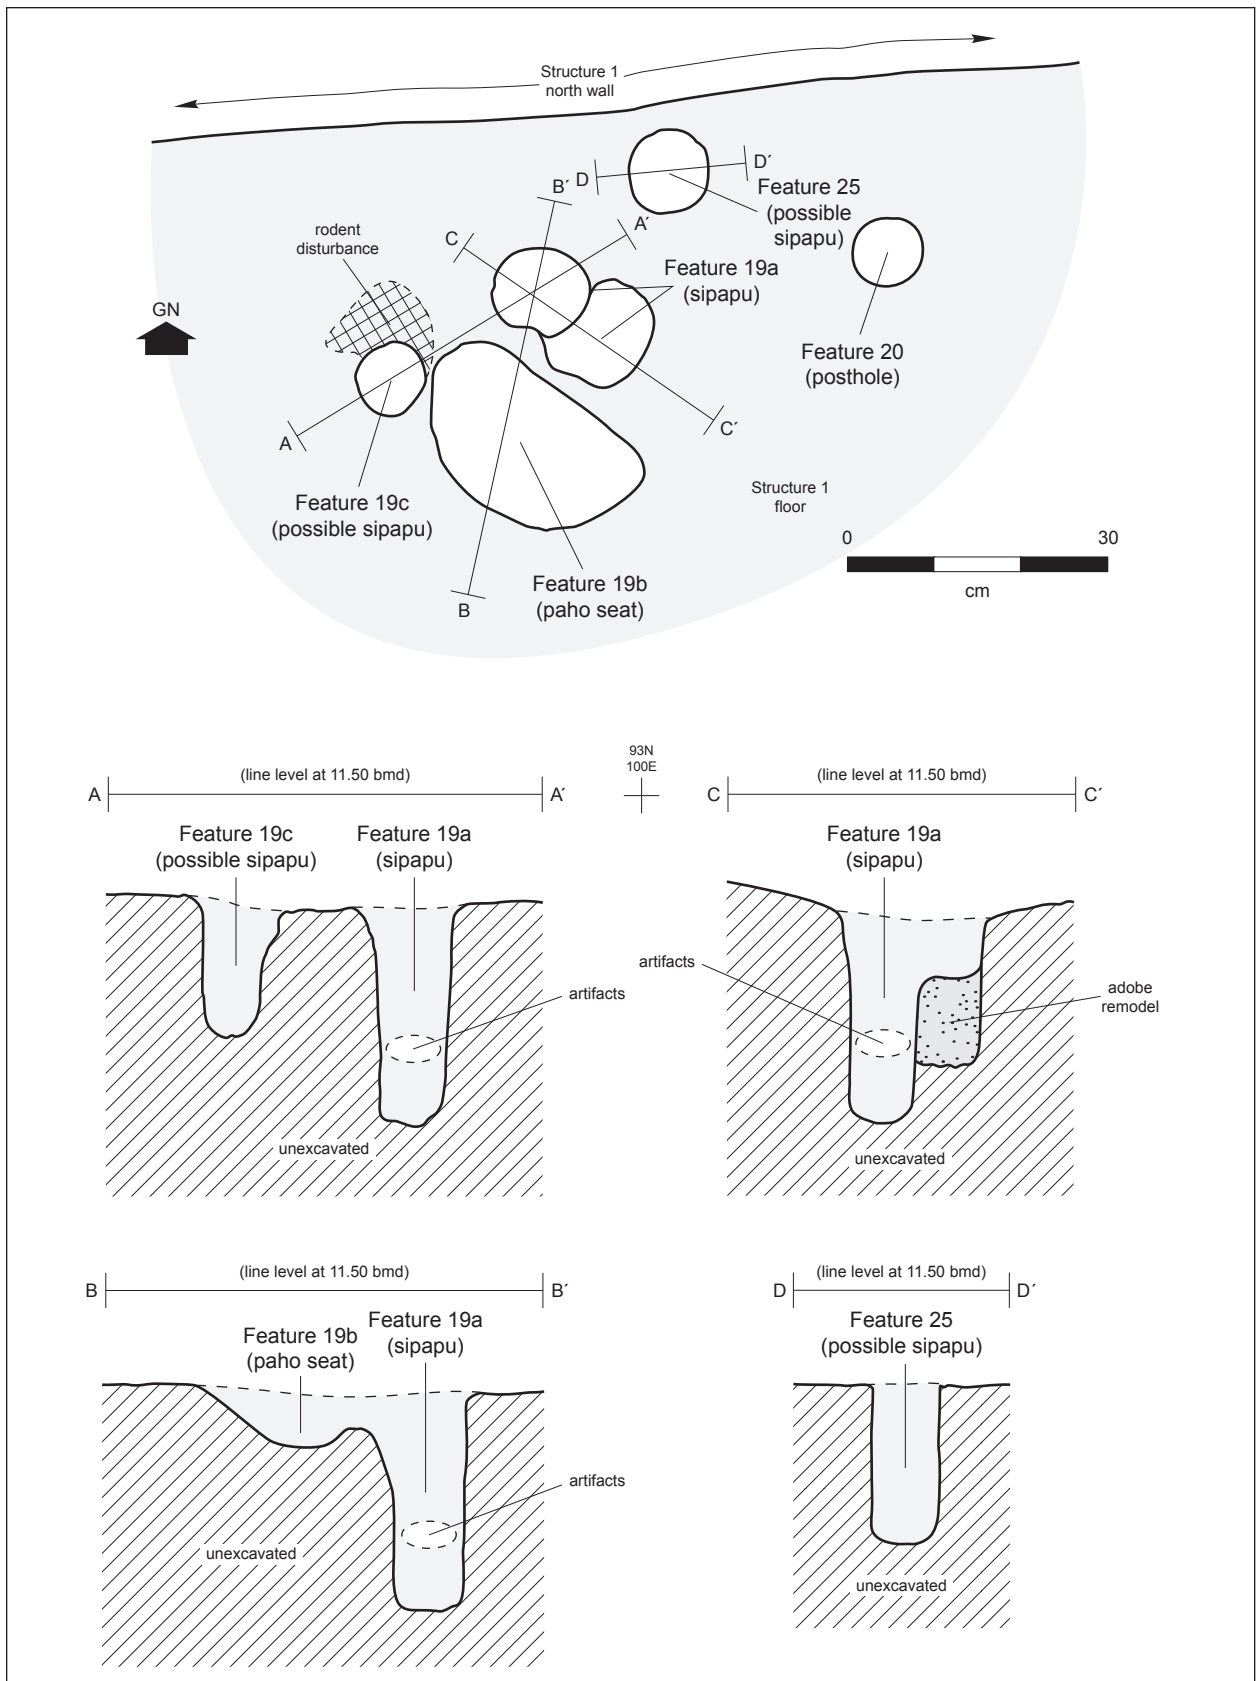 Structure 1
north wall
D
D´
B´
Feature 25
(possible
sipapu)
rodent
disturbance
C
A´
Feature 19a
(sipapu)
GN
Feature 20
(posthole)
A
C´
Feature 19c
(possible sipapu)
Structure 1
floor
0
30
cm
Feature 19b
(paho seat)
B
93N
100E
A
(line level at 11.50 bmd)
A´
Feature 19c
(possible sipapu)
Feature 19a
(sipapu)
artifacts
unexcavated
C
(line level at 11.50 bmd)
C´
Feature 19a
(sipapu)
artifacts
adobe
remodel
unexcavated
B
(line level at 11.50 bmd)
B´
Feature 19b
(paho seat)
Feature 19a
(sipapu)
artifacts
unexcavated
D
(line level at 11.50 bmd)
D´
Feature 25
(possible sipapu)
unexcavated